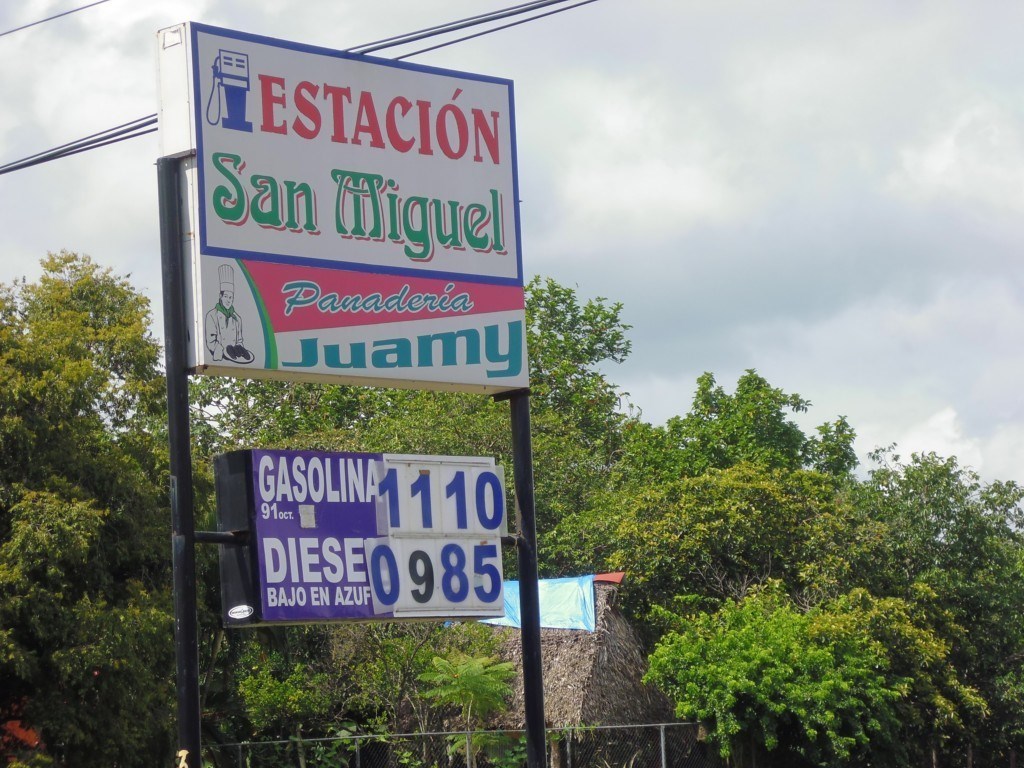 ESTACIÓN
San Miguel
Panadería
Juamy
GASOLINA 1110
91 OCT.
DIESE 0985
BAJO EN AZUF